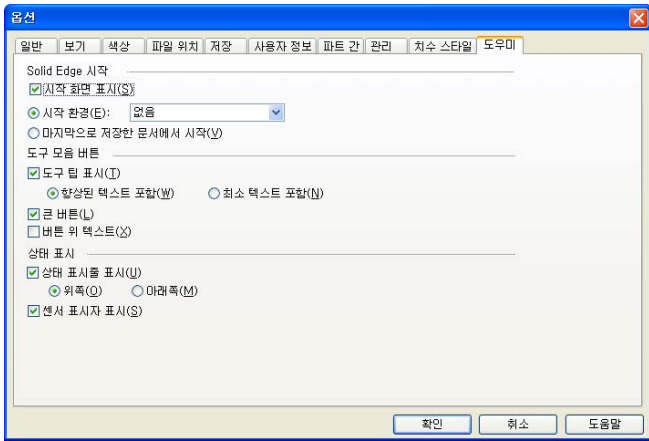 옵션
일반 보기 색상 파일 위치 저장 사용자 정보 파트 간 관리 치수 스타일 도우미
Solid Edge 시작
시작 화면 표시(S)
시작 환경(E): 없음
마지막으로 저장한 문서에서 시작(V)
도구 모음 버튼
도구 팁 표시(T)
향상된 텍스트 포함(W) 최소 텍스트 포함(N)
큰 버튼(L)
버튼 위 텍스트(X)
상태 표시
상태 표시줄 표시(U)
위쪽(O) 아래쪽(M)
센서 표시자 표시(S)
확인 취소 도움말